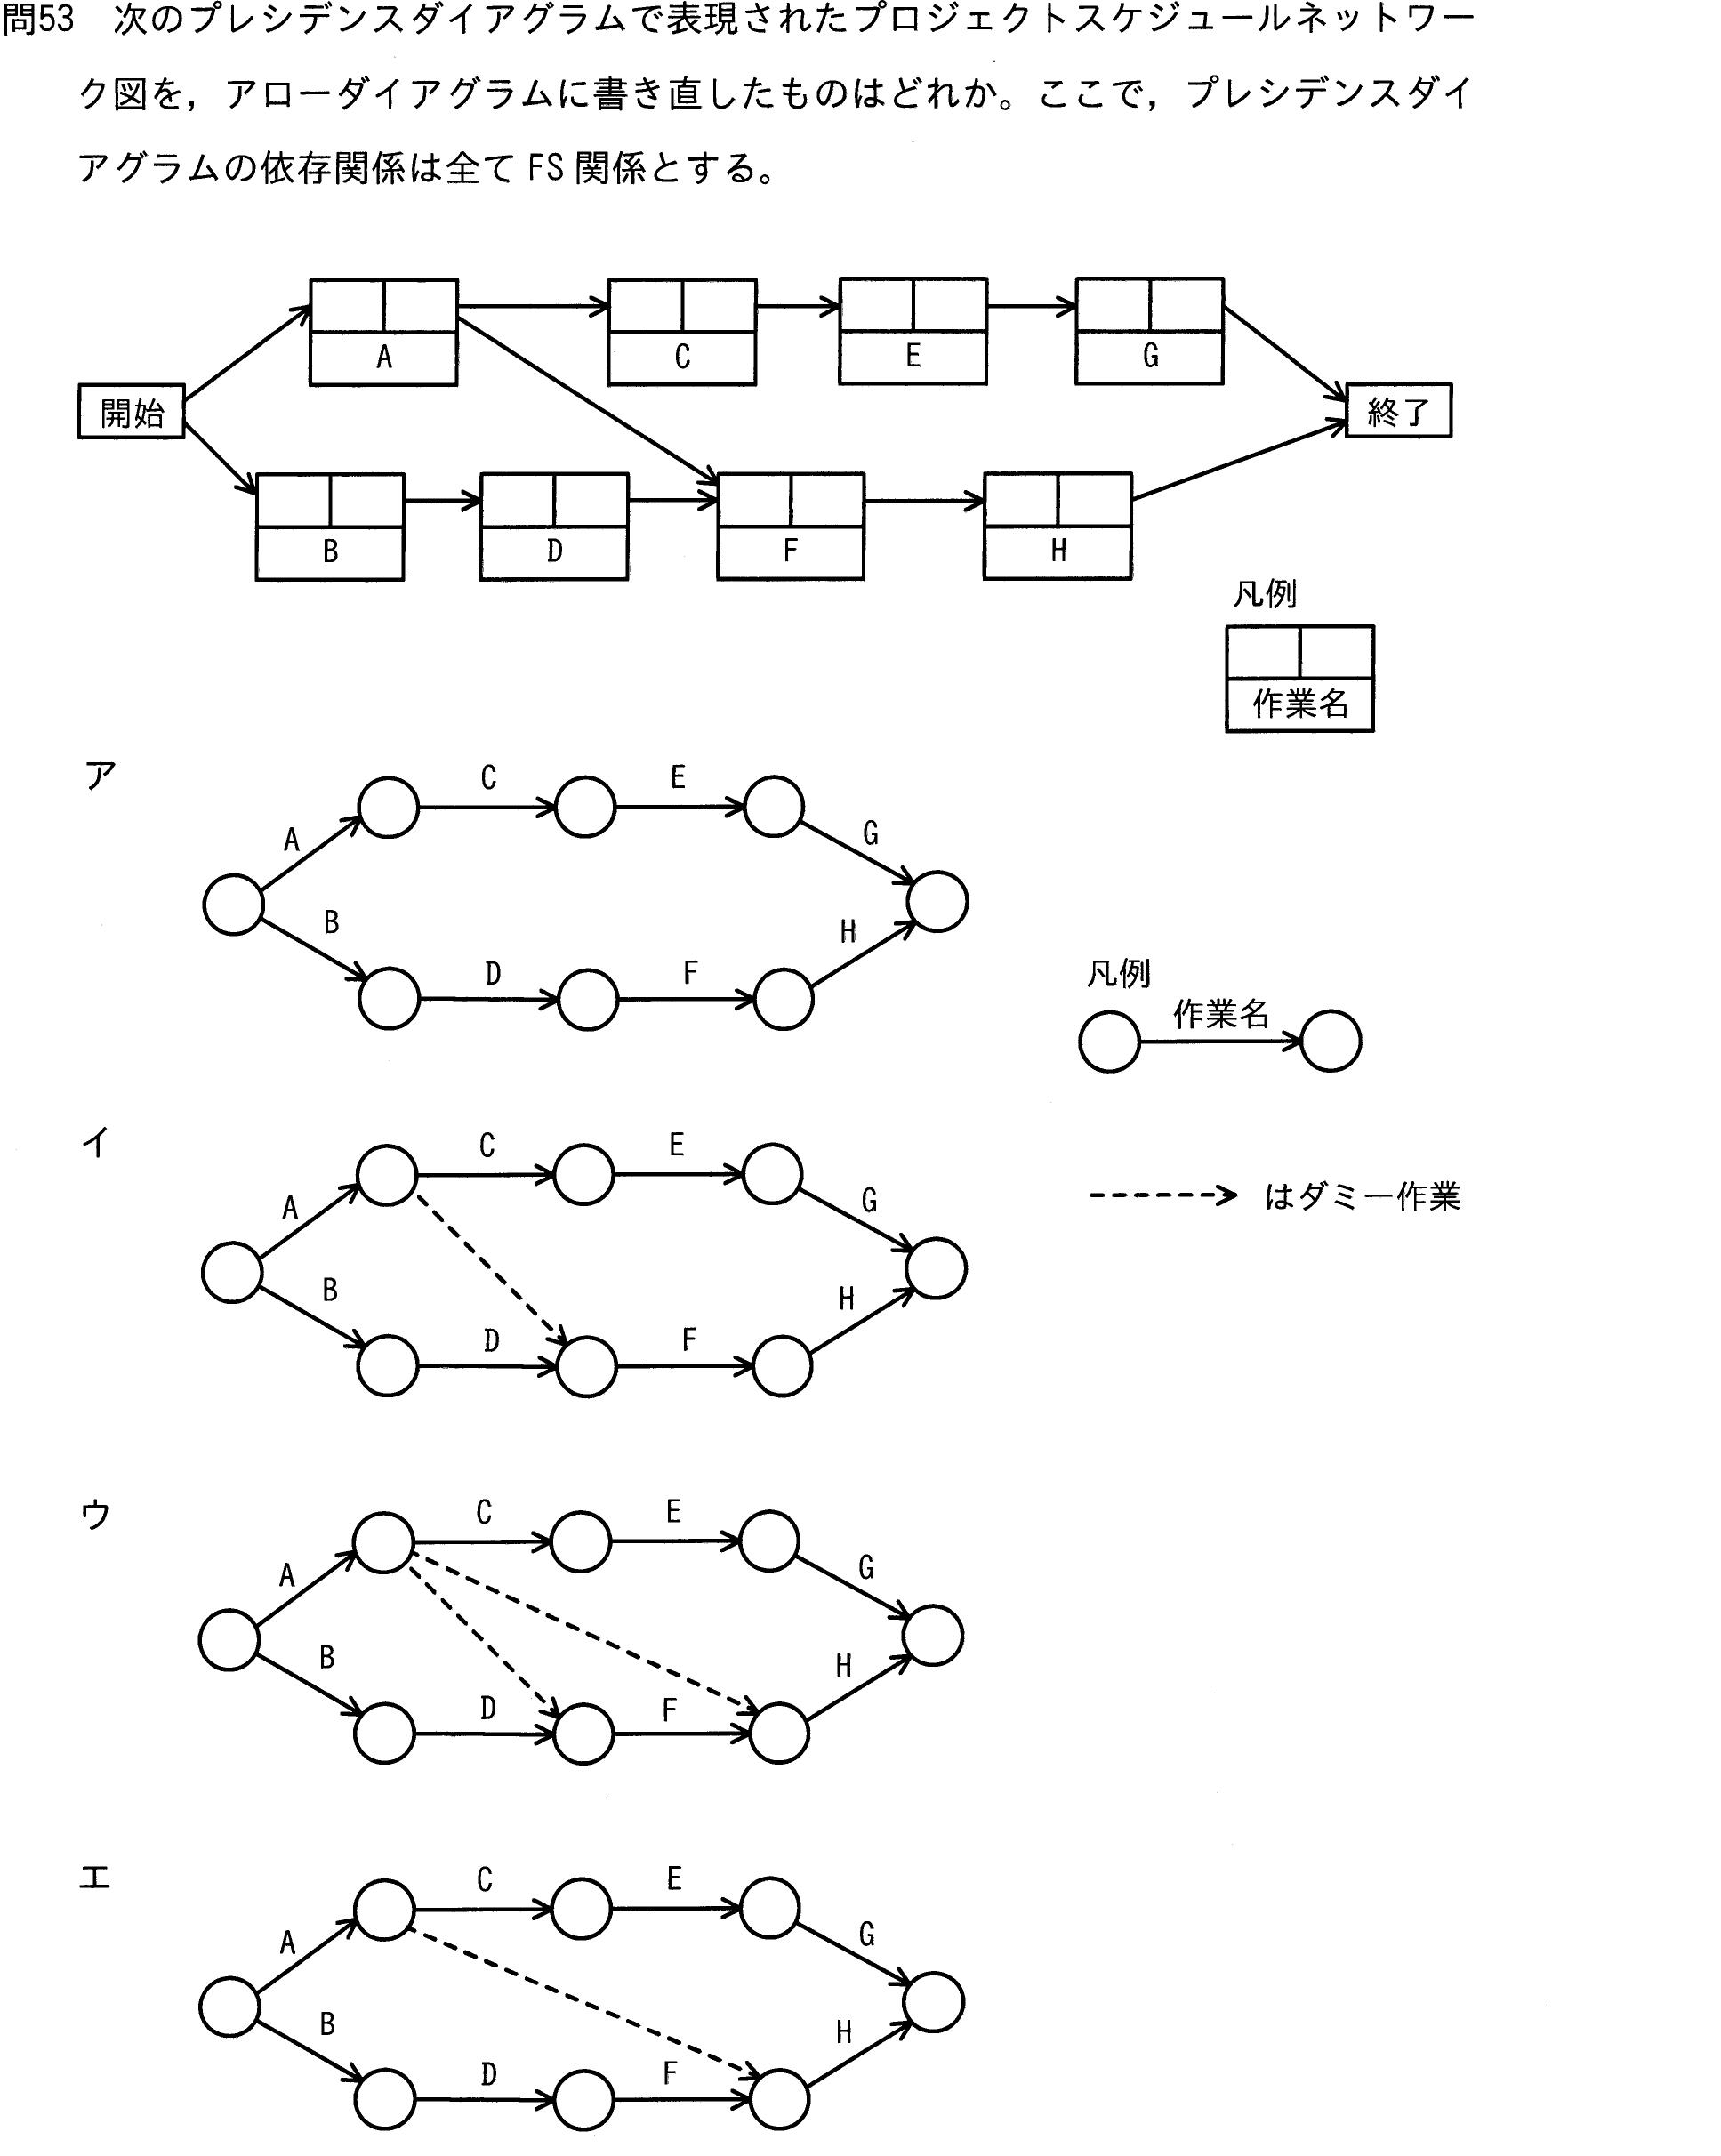 問53 次のプレシデンスダイアグラムで表現されたプロジェクトスケジュールネットワー
ク図を，アローダイアグラムに書き直したものはどれか。ここで，プレシデンスダイ
アグラムの依存関係は全て FS 関係とする。
A
C
E
G
開始
終了
B
D
F
H
凡例
作業名
ア
C
E
A
G
B
H
D
F
凡例
作業名
イ
C
E
A
G
B
H
D
F
はダミー作業
ウ
C
E
A
G
B
H
D
F
エ
C
E
A
G
B
H
D
F